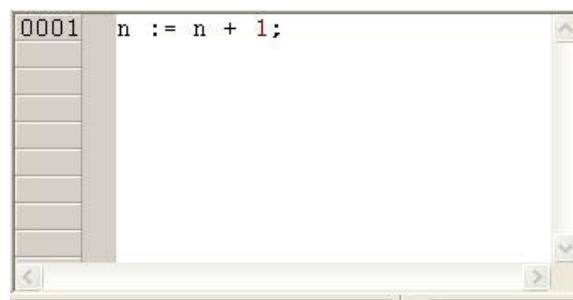 0001 n := n + 1;